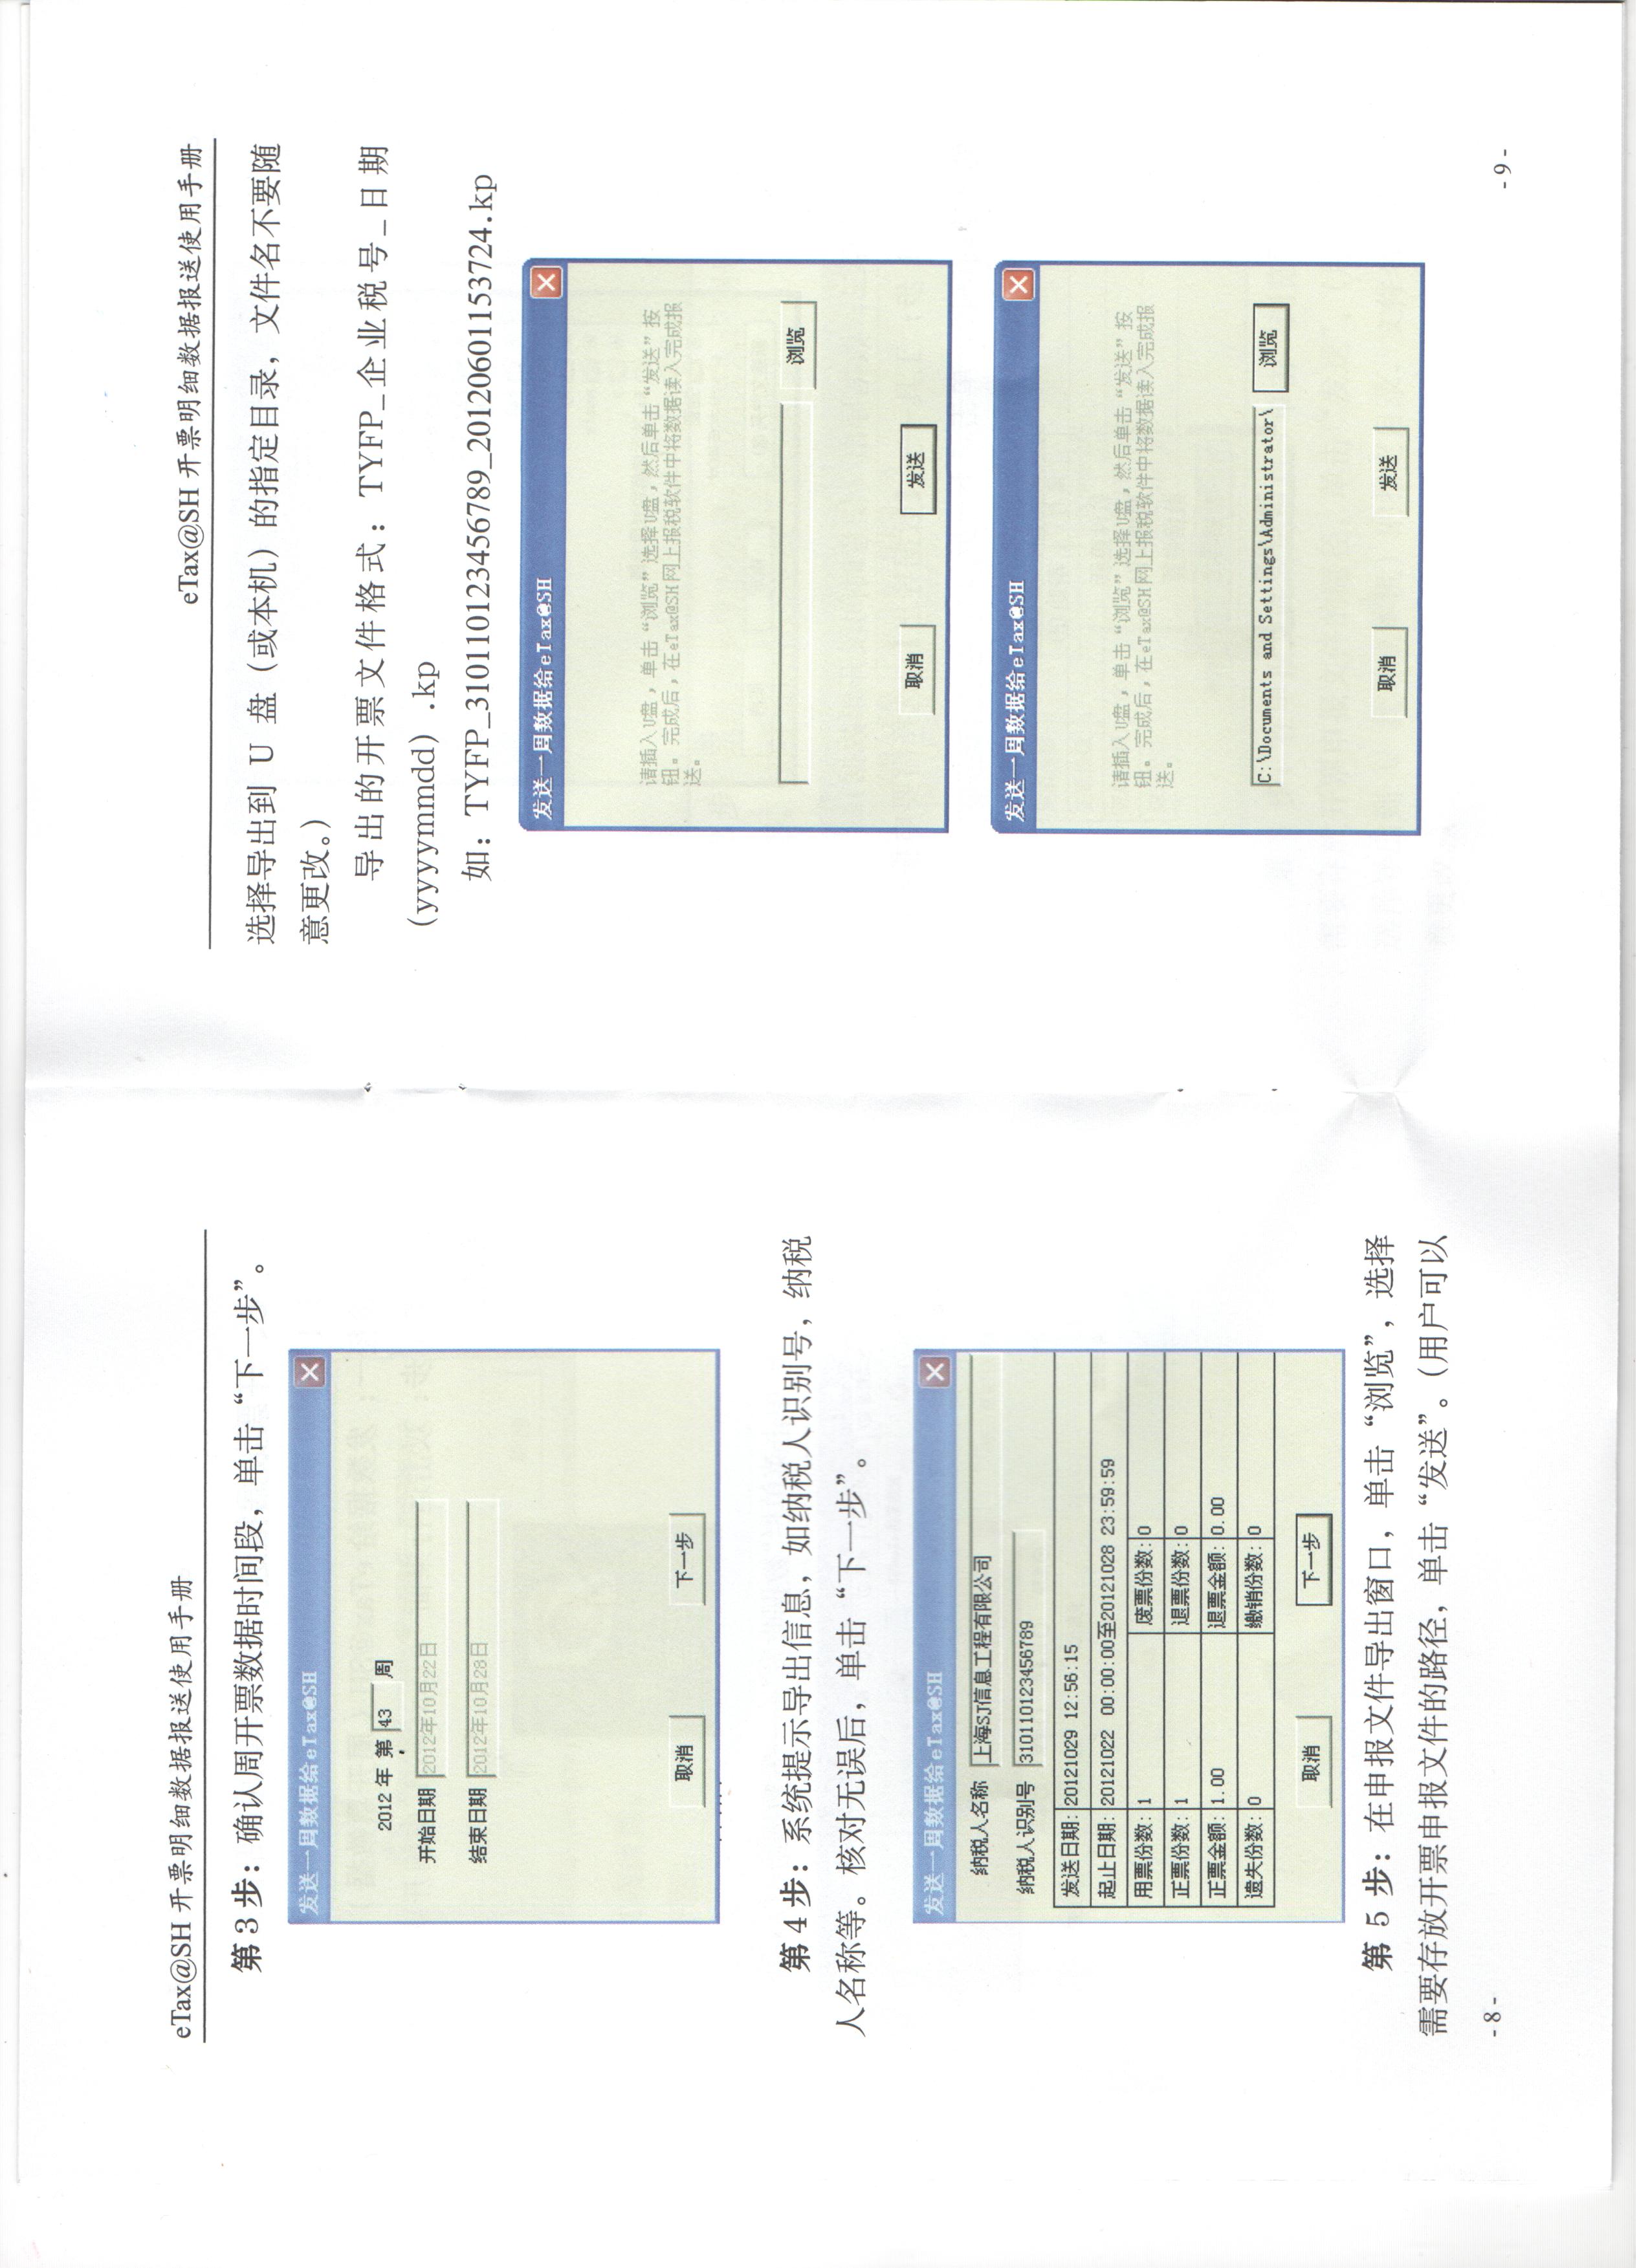 eTax@SH 开票明细数据报送使用手册
第 3 步：确认周开票数据时间段，单击“下一步”。
发送一周数据给eTax@SH
2012 年 第 43 周
开始日期 2012年10月22日
结束日期 2012年10月28日
取消 下一步
第 4 步：系统提示导出信息，如纳税人识别号，纳税
人名称等。核对无误后，单击“下一步”。
发送一周数据给eTax@SH
纳税人名称 上海SJ信息工程有限公司
纳税人识别号 310110123456789
发送日期: 20121029 12:56:15
起止日期: 20121022 00:00:00至20121028 23:59:59
用票份数: 1 废票份数: 0
正票份数: 1 退票份数: 0
正票金额: 1.00 退票金额: 0.00
遗失份数: 0 缴销份数: 0
取消 下一步
第 5 步：在申报文件导出窗口，单击“浏览”，选择
需要存放开票申报文件的路径，单击“发送”。（用户可以
- 8 -
eTax@SH 开票明细数据报送使用手册
选择导出到 U 盘（或本机）的指定目录，文件名不要随
意更改。）
导出的开票文件格式：TYFP_企业税号_日期
（yyyymmdd）.kp
如：TYFP_310110123456789_20120601153724.kp
发送一周数据给eTax@SH
请插入U盘，单击“浏览”选择U盘，然后单击“发送”按
钮。完成后，在eTax@SH网上报税软件中将数据读入完成报
送。
浏览
取消 发送
发送一周数据给eTax@SH
请插入U盘，单击“浏览”选择U盘，然后单击“发送”按
钮。完成后，在eTax@SH网上报税软件中将数据读入完成报
送。
C:\Documents and Settings\Administrator\ 浏览
取消 发送
- 9 -